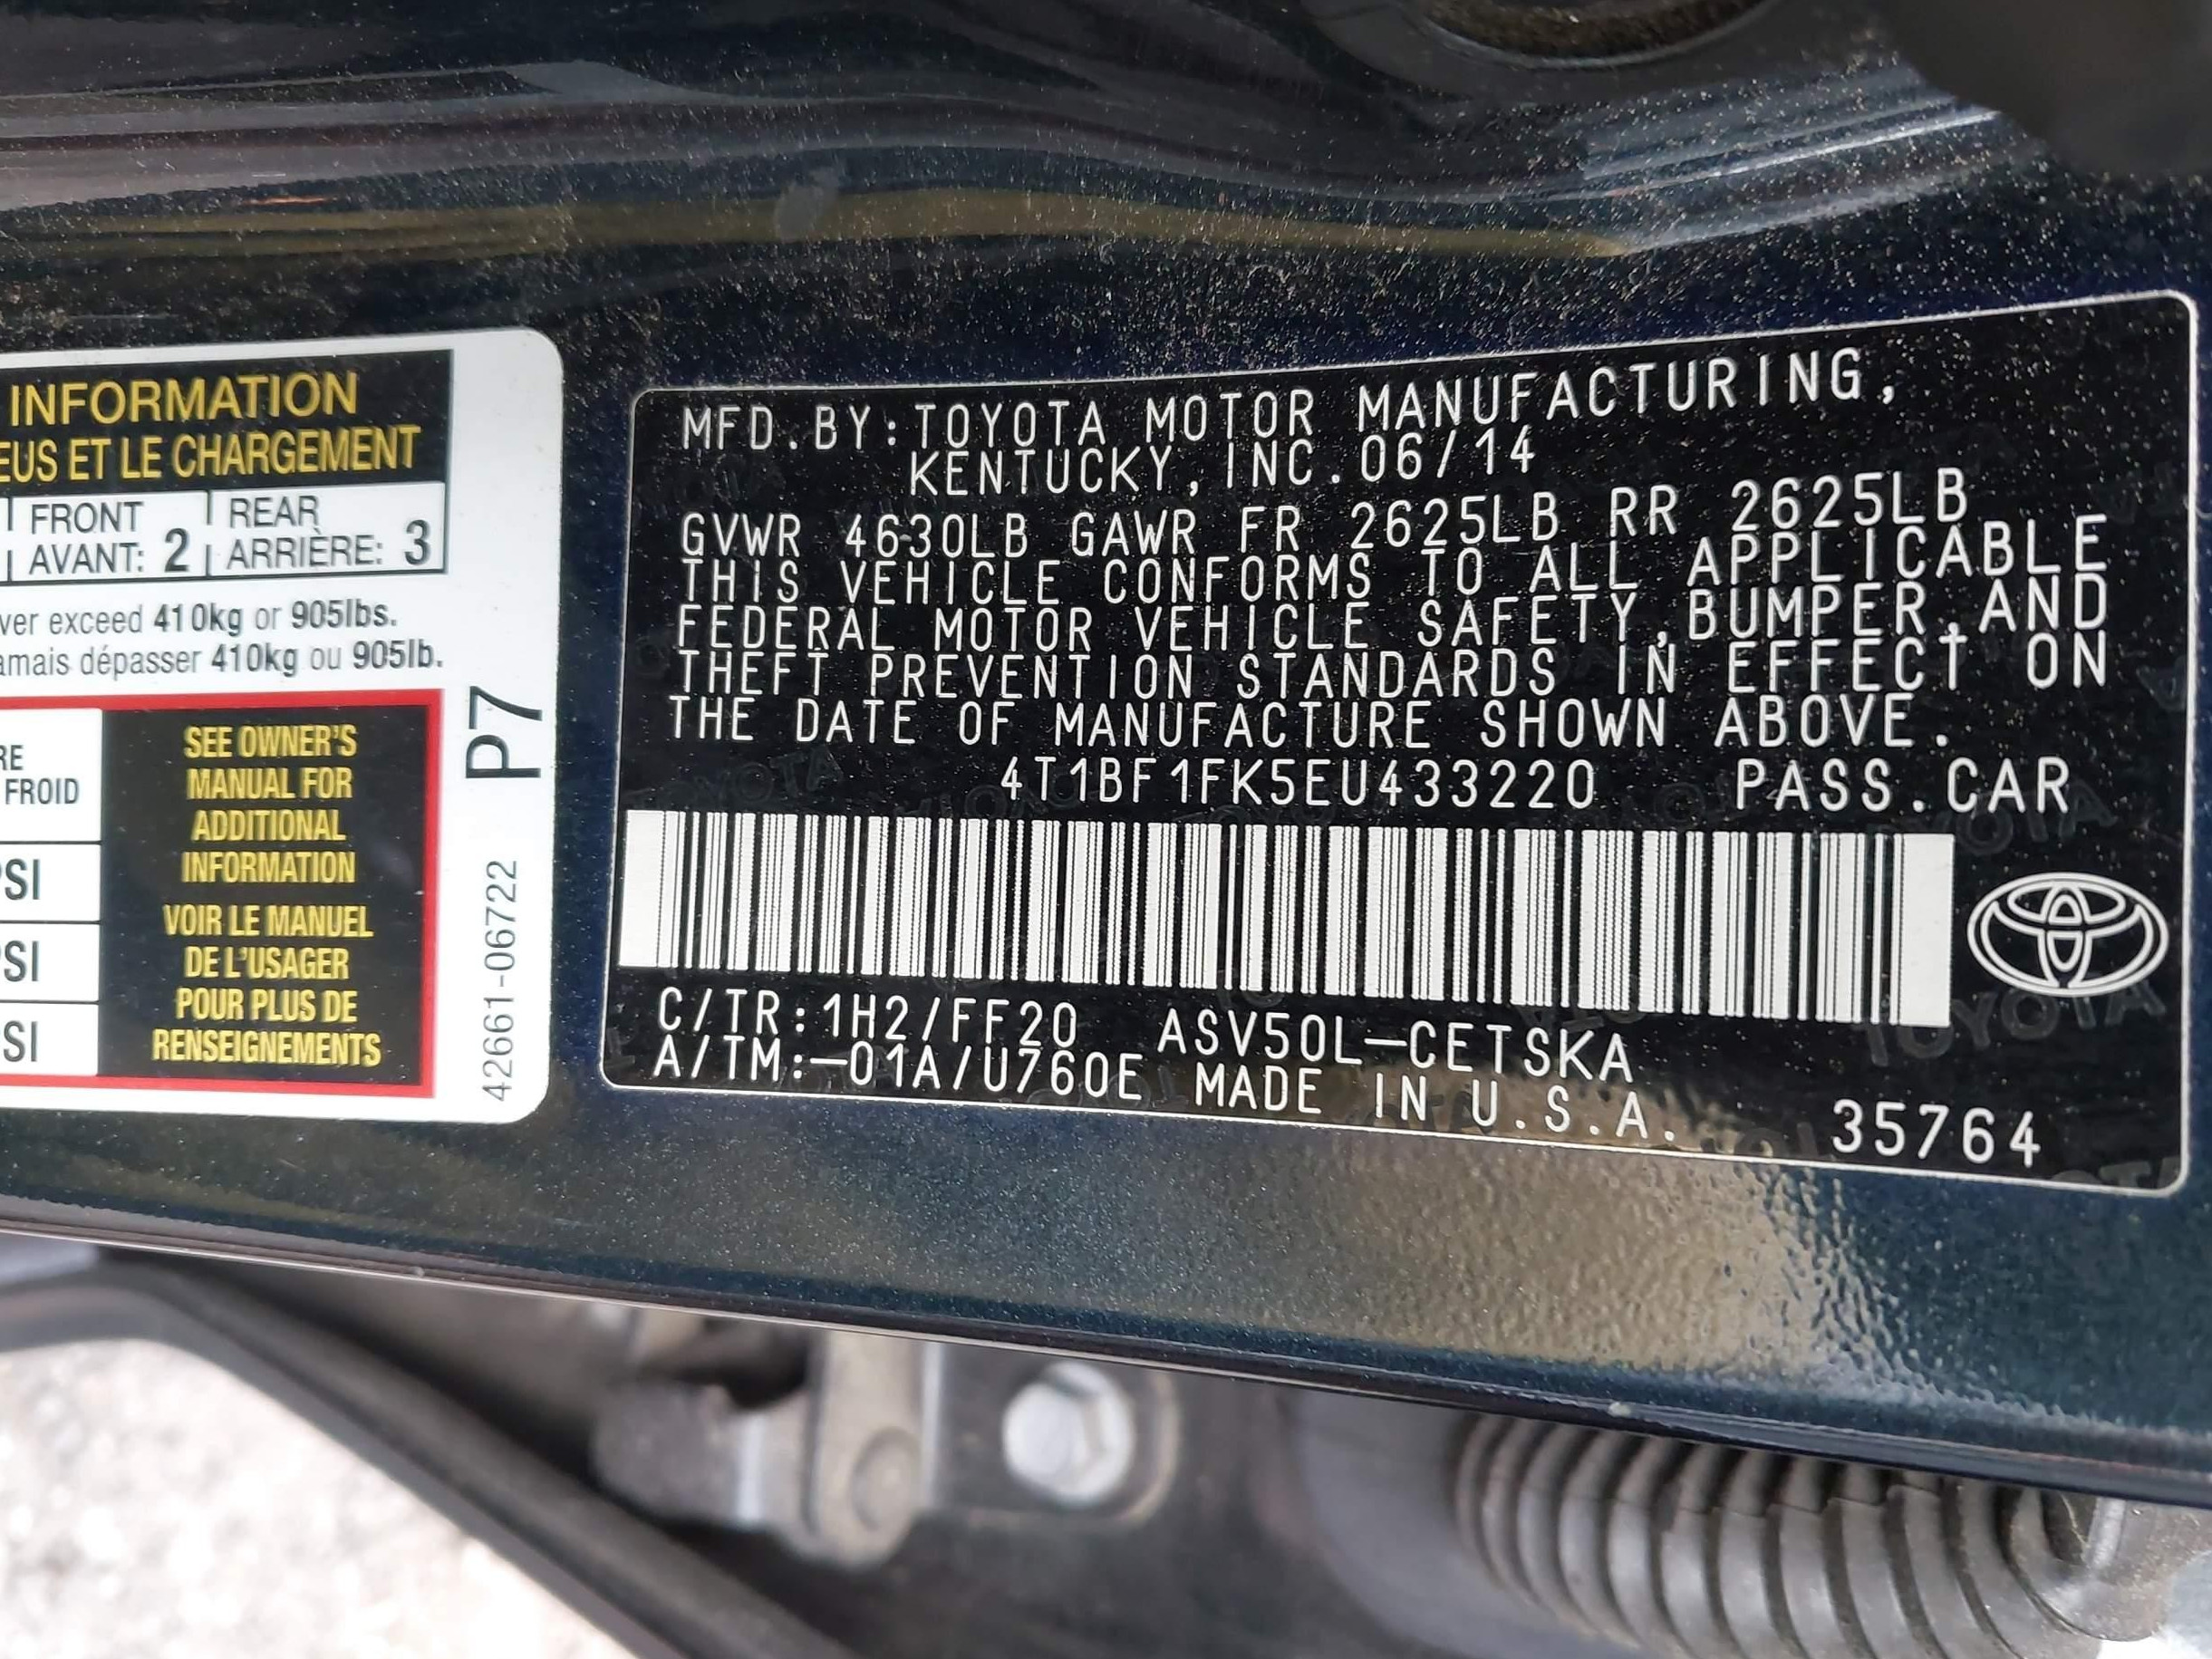 INFORMATION
EUS ET LE CHARGEMENT
FRONT
AVANT: 2
REAR
ARRIÈRE: 3
ver exceed 410kg or 905lbs.
amais dépasser 410kg ou 905lb.
RE
FROID
PSI
PSI
SI
SEE OWNER'S
MANUAL FOR
ADDITIONAL
INFORMATION
VOIR LE MANUEL
DE L'USAGER
POUR PLUS DE
RENSEIGNEMENTS
P7
42661-06722
MFD.BY:TOYOTA MOTOR MANUFACTURING,
KENTUCKY,INC.06/14
GVWR 4630LB GAWR FR 2625LB RR 2625LB
THIS VEHICLE CONFORMS TO ALL APPLICABLE
FEDERAL MOTOR VEHICLE SAFETY,BUMPER,AND
THEFT PREVENTION STANDARDS IN EFFECT ON
THE DATE OF MANUFACTURE SHOWN ABOVE.
4T1BF1FK5EU433220 PASS.CAR
C/TR:1H2/FF20 ASV50L-CETSKA
A/TM:-01A/U760E MADE IN U.S.A.
35764